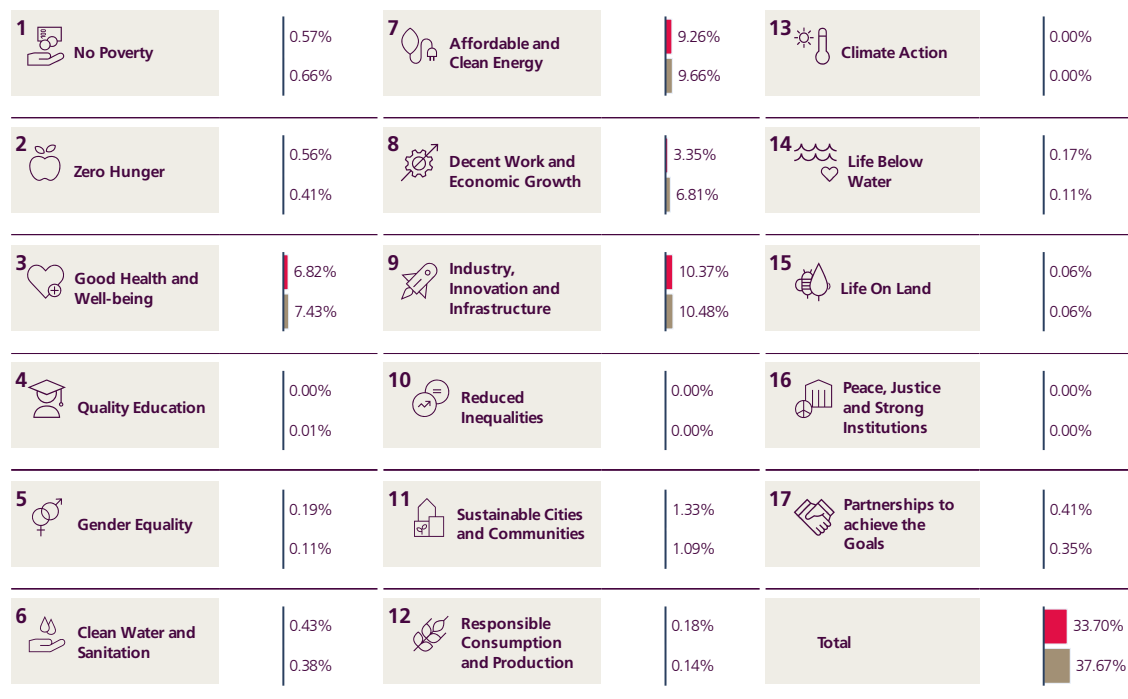 1
No Poverty
0.57%
0.66%
2
Zero Hunger
0.56%
0.41%
3
Good Health and
Well-being
6.82%
7.43%
4
Quality Education
0.00%
0.01%
5
Gender Equality
0.19%
0.11%
6
Clean Water and
Sanitation
0.43%
0.38%
7
Affordable and
Clean Energy
9.26%
9.66%
8
Decent Work and
Economic Growth
3.35%
6.81%
9
Industry,
Innovation and
Infrastructure
10.37%
10.48%
10
Reduced
Inequalities
0.00%
0.00%
11
Sustainable Cities
and Communities
1.33%
1.09%
12
Responsible
Consumption
and Production
0.18%
0.14%
13
Climate Action
0.00%
0.00%
14
Life Below
Water
0.17%
0.11%
15
Life On Land
0.06%
0.06%
16
Peace, Justice
and Strong
Institutions
0.00%
0.00%
17
Partnerships to
achieve the
Goals
0.41%
0.35%
Total
33.70%
37.67%